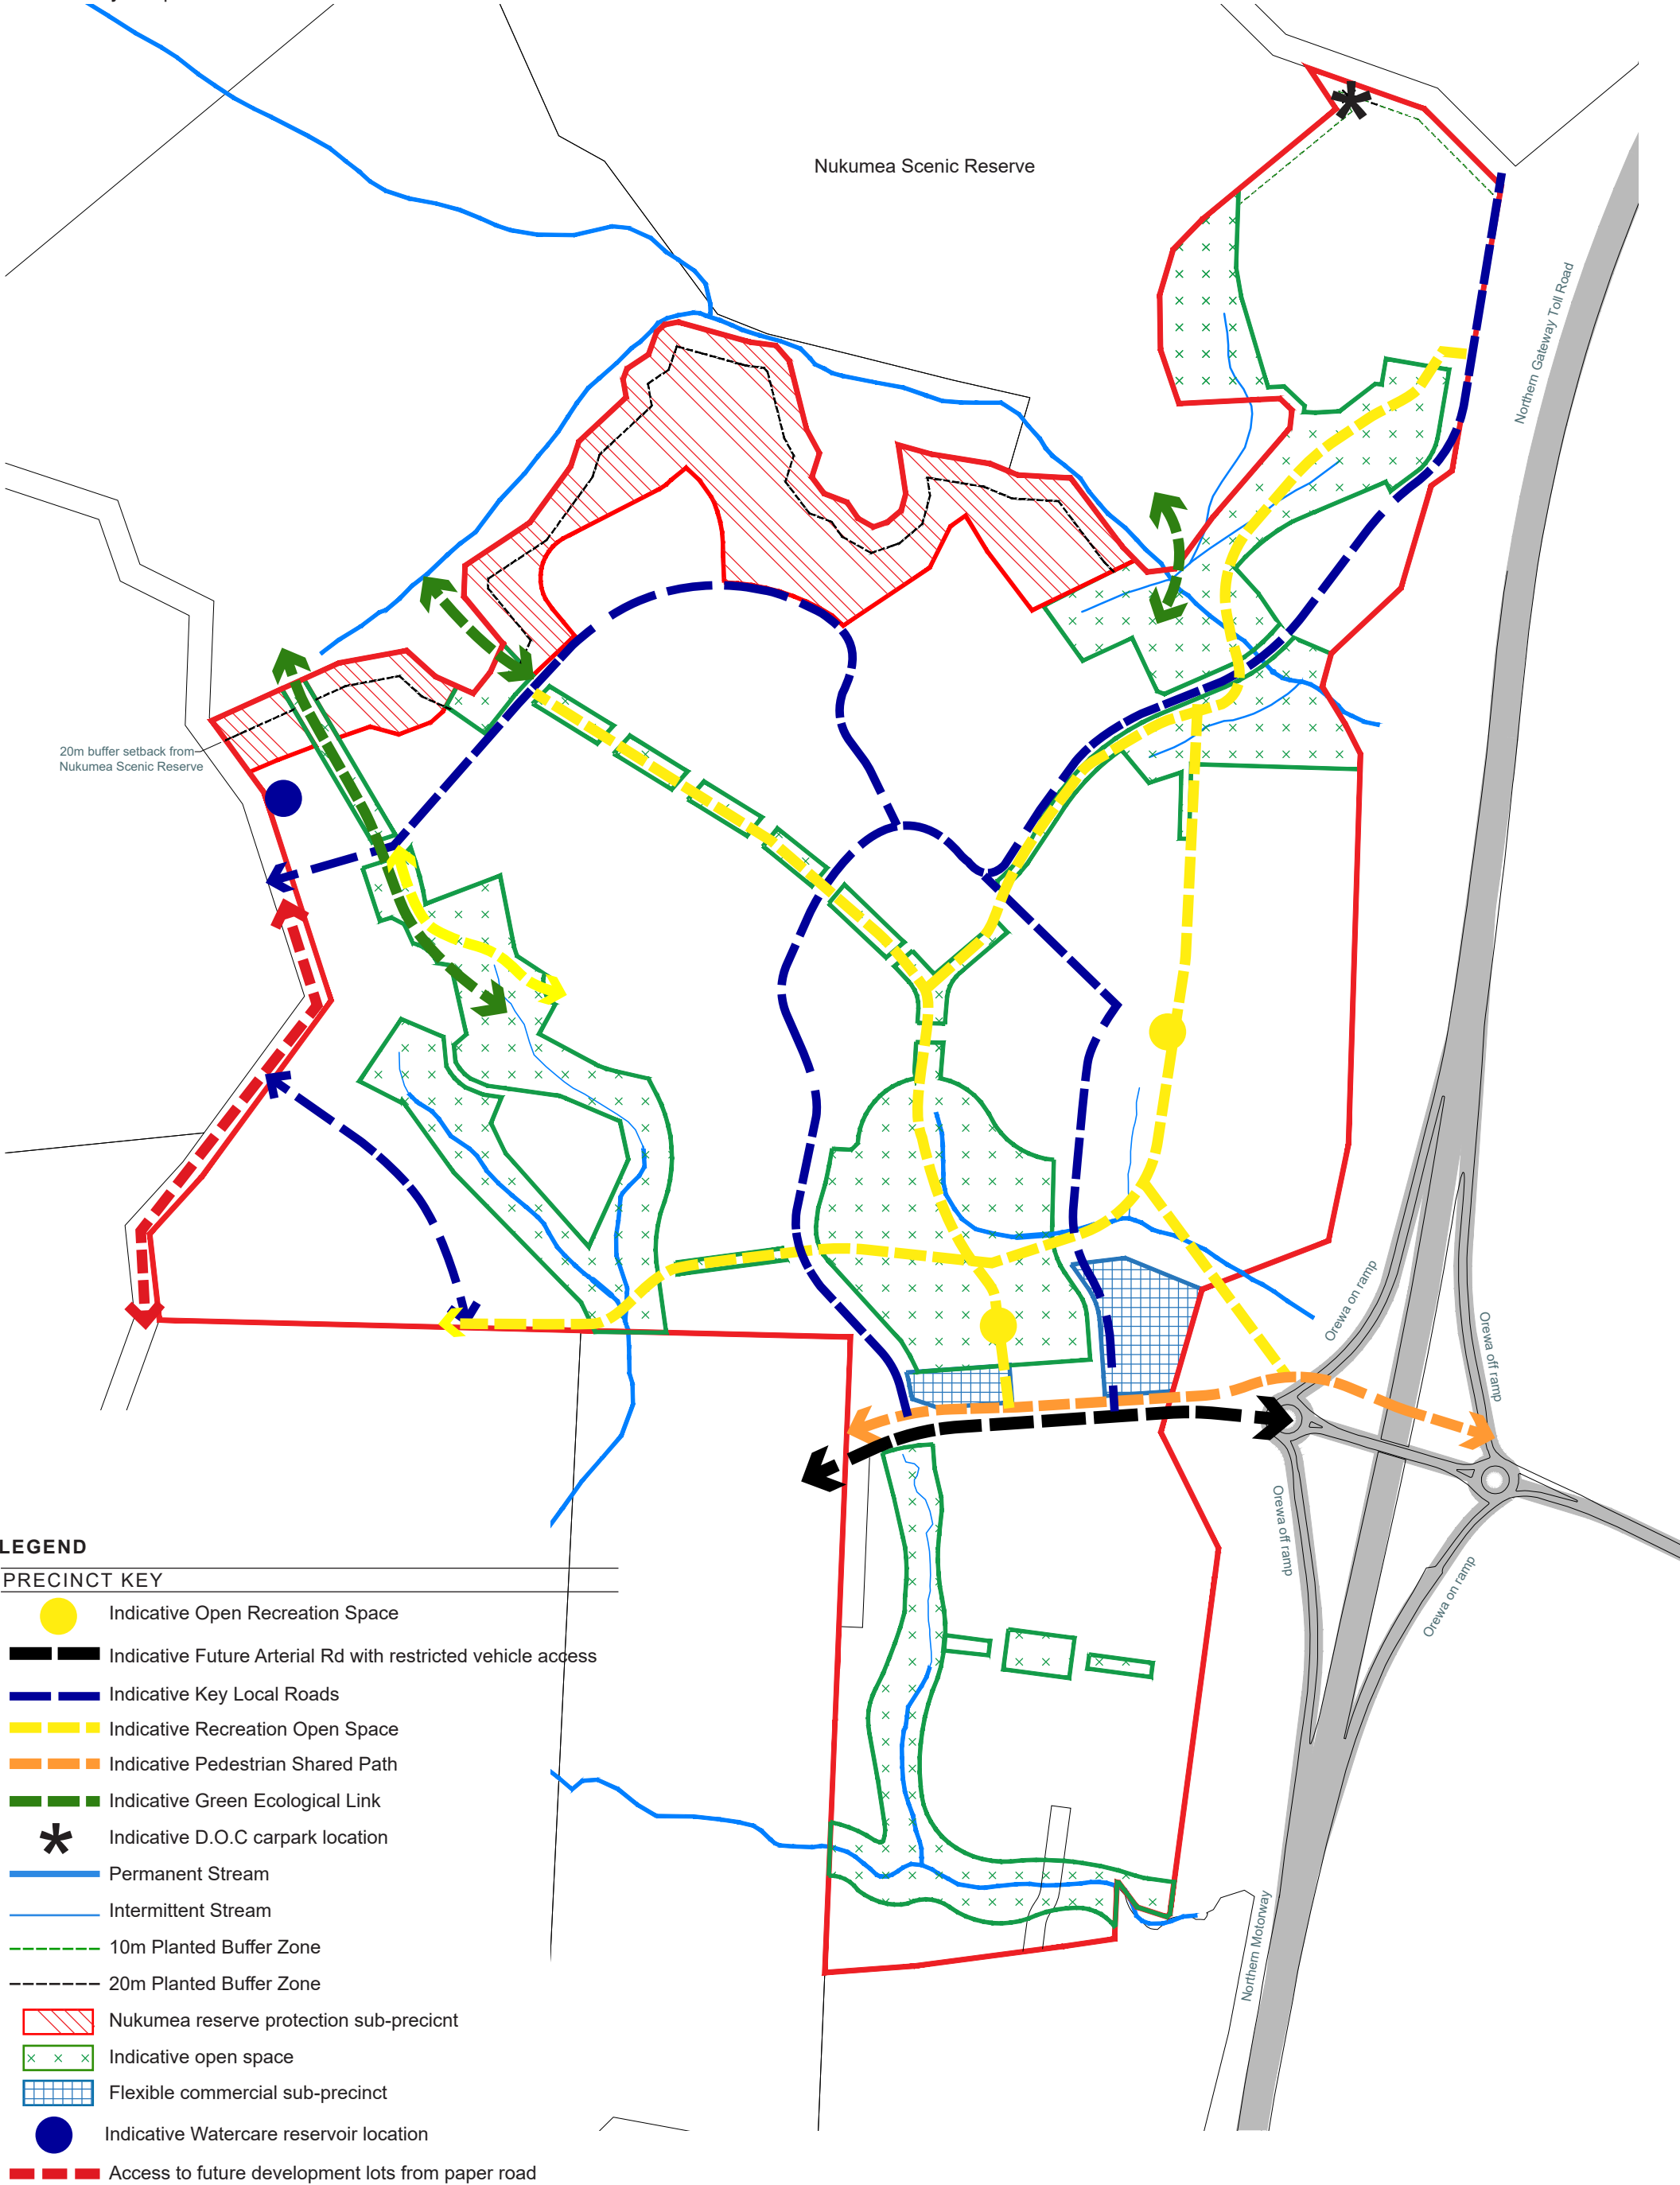 Nukumea Scenic Reserve
Northern Gateway Toll Road
20m buffer setback from
Nukumea Scenic Reserve
Orewa on ramp
Orewa off ramp
Orewa off ramp
Orewa on ramp
Northern Motorway
LEGEND
PRECINCT KEY
Indicative Open Recreation Space
Indicative Future Arterial Rd with restricted vehicle access
Indicative Key Local Roads
Indicative Recreation Open Space
Indicative Pedestrian Shared Path
Indicative Green Ecological Link
Indicative D.O.C carpark location
Permanent Stream
Intermittent Stream
10m Planted Buffer Zone
20m Planted Buffer Zone
Nukumea reserve protection sub-precicnt
Indicative open space
Flexible commercial sub-precinct
Indicative Watercare reservoir location
Access to future development lots from paper road